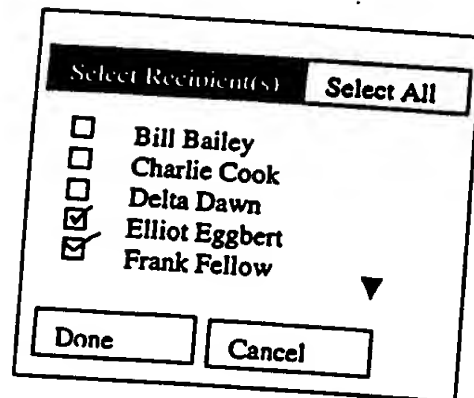 Select Recipient(s) Select All
Bill Bailey
Charlie Cook
Delta Dawn
Elliot Eggbert
Frank Fellow
Done Cancel